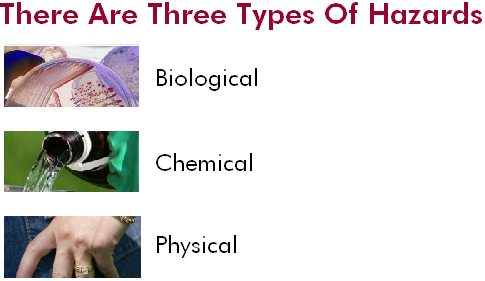 There Are Three Types Of Hazards
Biological
Chemical
Physical